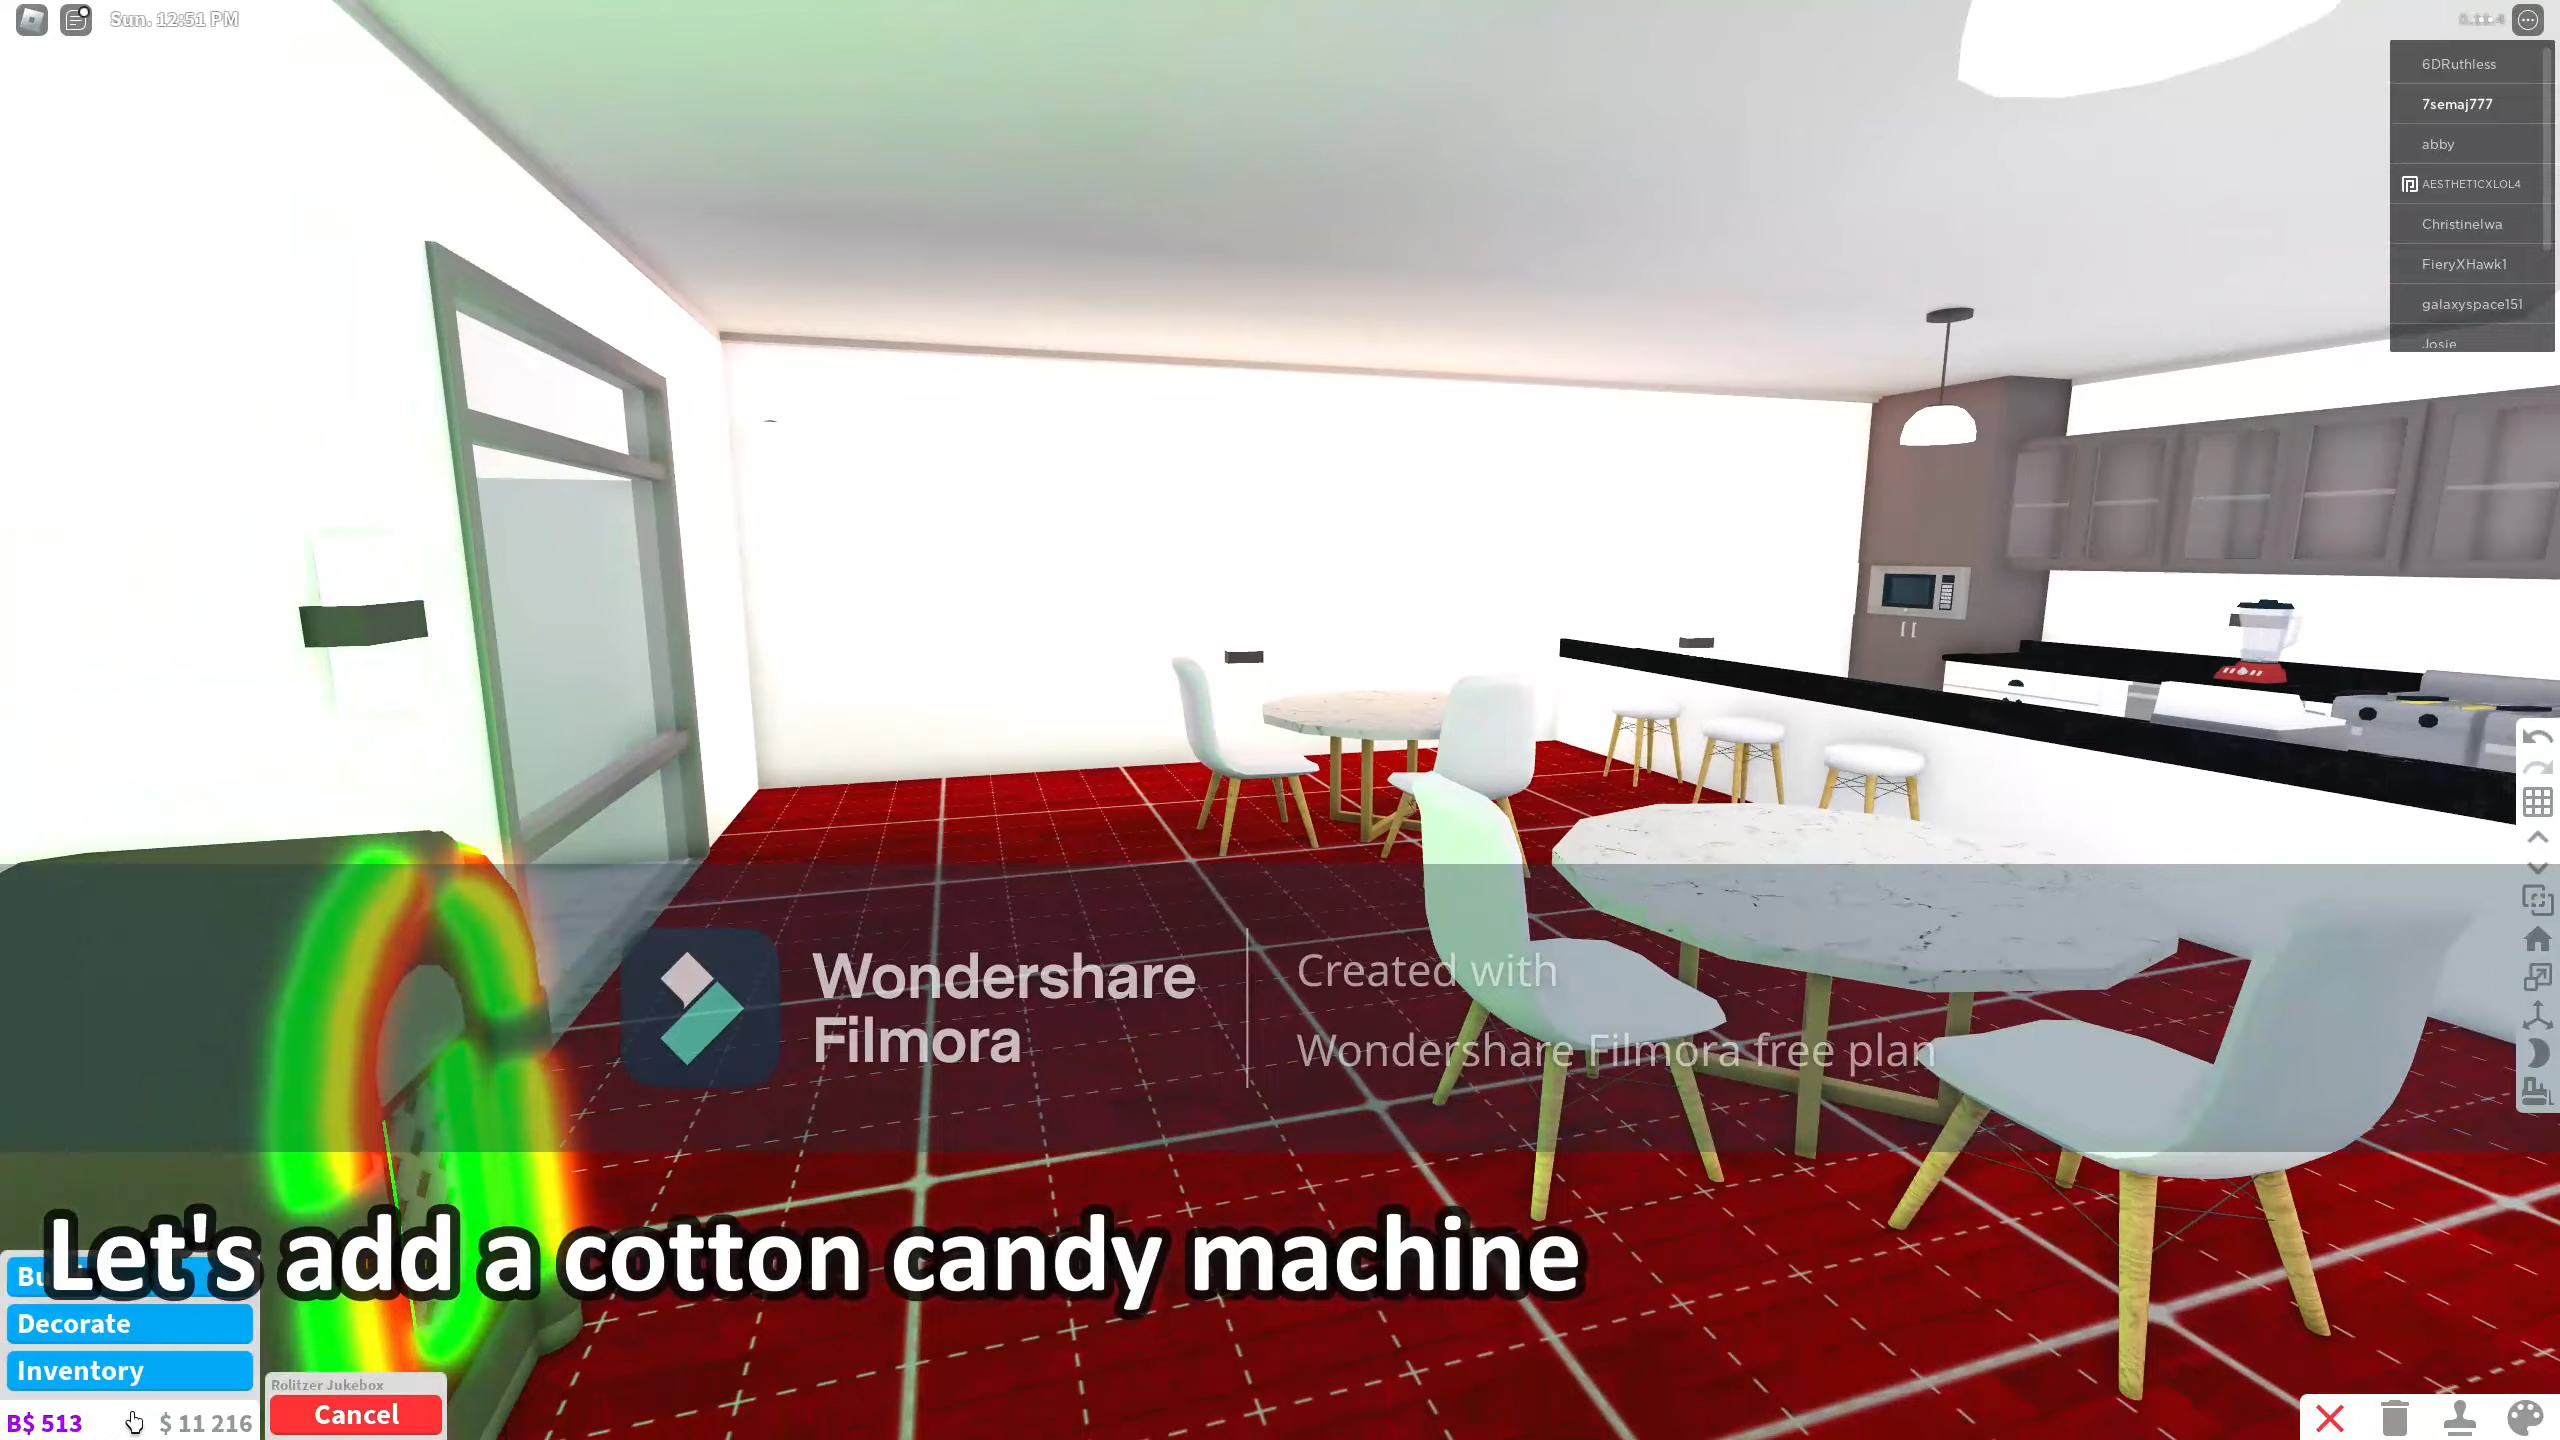 Sun. 12:51 PM
6DRuthless
7semaj777
abby
AESTHETICXLOL4
Christinelwa
FieryXHawk1
galaxyspace151
Josie
Wondershare
Filmora
Created with
Wondershare Filmora free plan
Let's add a cotton candy machine
Decorate
Inventory
Rolitzer Jukebox
Cancel
B$ 513
$ 11 216